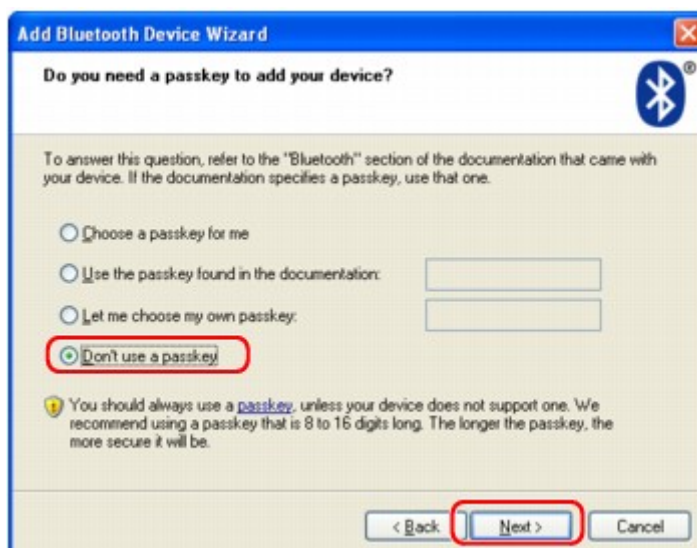 Add Bluetooth Device Wizard
Do you need a passkey to add your device?
®
To answer this question, refer to the "Bluetooth" section of the documentation that came with
your device. If the documentation specifies a passkey, use that one.
Choose a passkey for me
Use the passkey found in the documentation:
Let me choose my own passkey:
Don't use a passkey
You should always use a passkey, unless your device does not support one. We
recommend using a passkey that is 8 to 16 digits long. The longer the passkey, the
more secure it will be.
< Back Next > Cancel